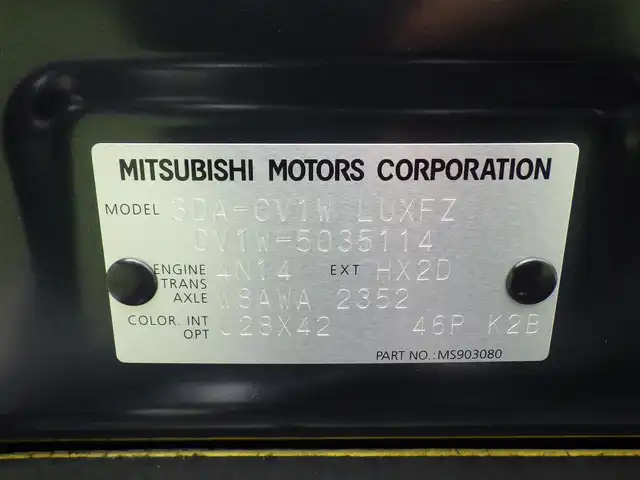 MITSUBISHI MOTORS CORPORATION
MODEL 3DA-CV1W LUXFZ
CV1W-5035114
ENGINE 4N14 EXT HX2D
TRANS
AXLE W8AWA 2352
COLOR. INT J28X42 46P K2B
OPT
PART NO.:MS903080